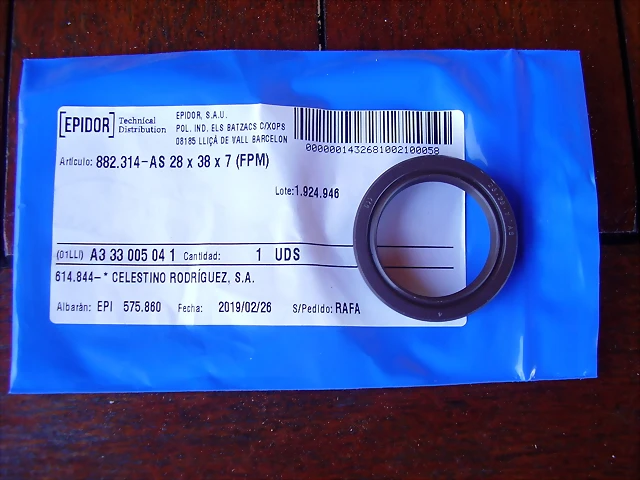 [EPIDOR] Technical Distribution
EPIDOR, S.A.U.
POL. IND. ELS BATZACS C/XOPS
08185 LLIÇÀ DE VALL BARCELON
0000001432681002100058
Artículo: 882.314-AS 28 x 38 x 7 (FPM)
Lote:1.924.946
(01LLI) A3 33 005 04 1 Cantidad: 1 UDS
614.844-* CELESTINO RODRÍGUEZ, S.A.
Albaràn: EPI 575.860 Fecha: 2019/02/26 S/Pedido: RAFA